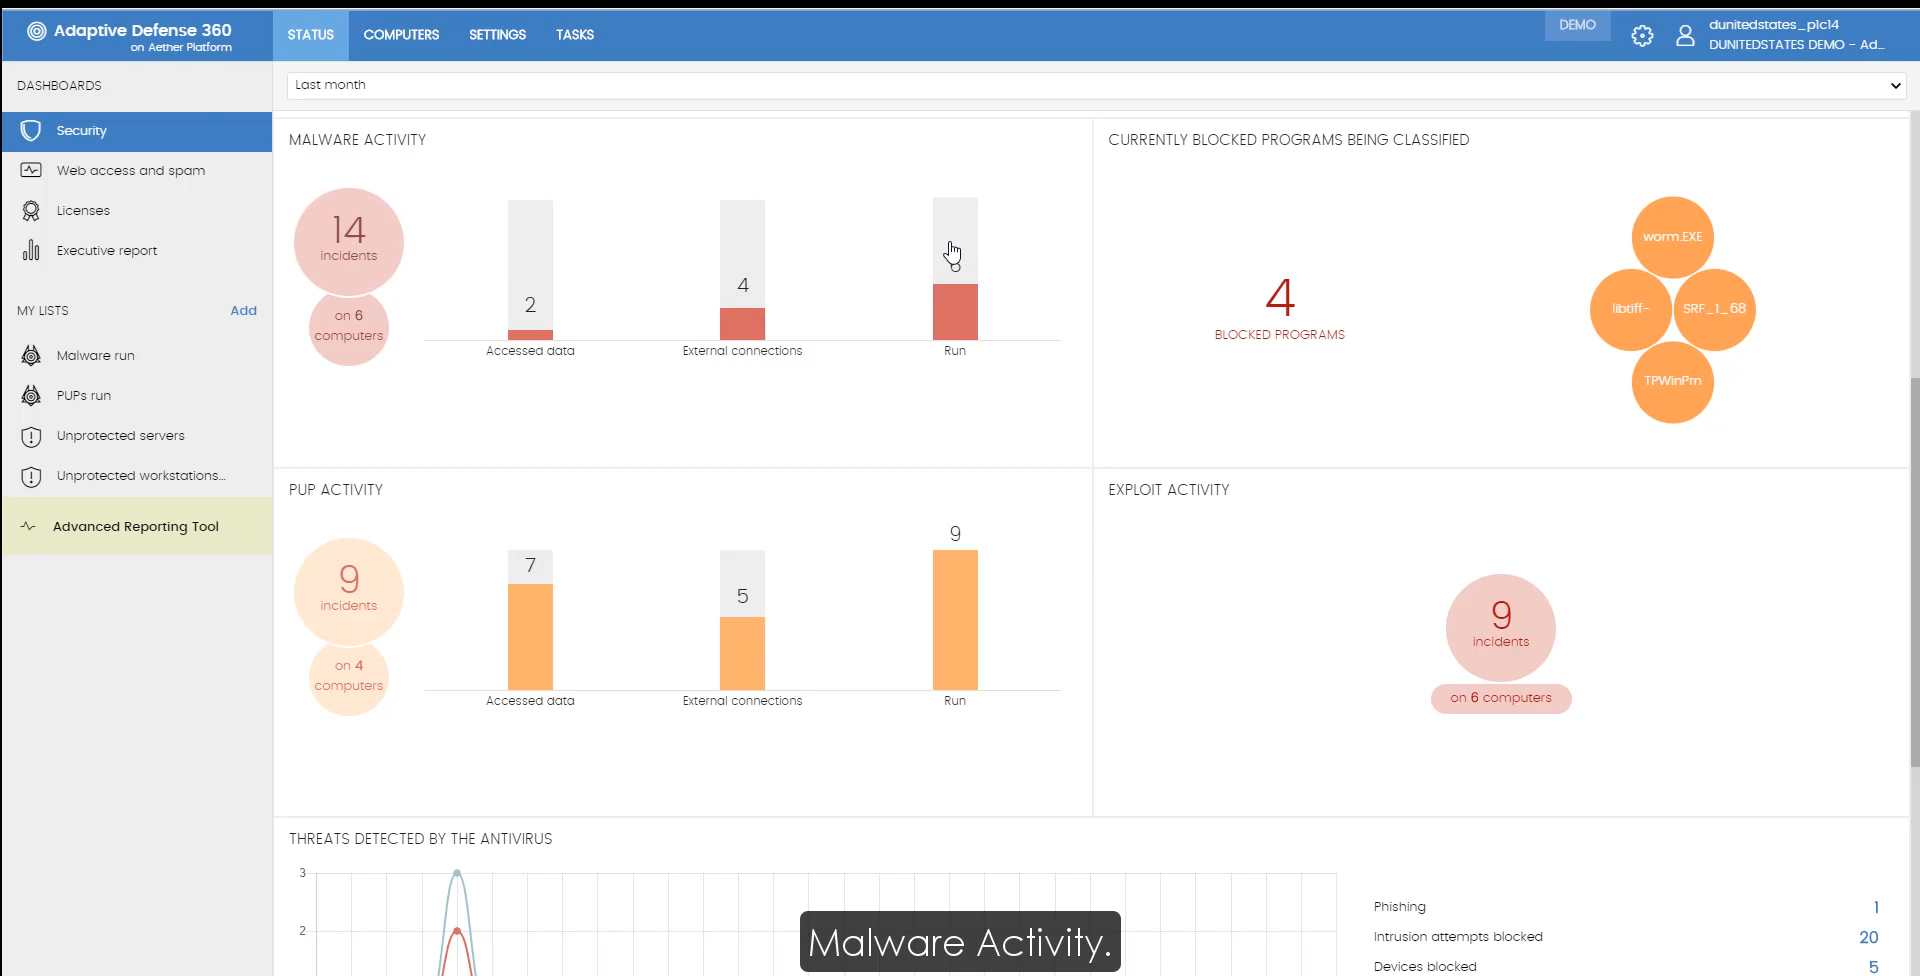 Adaptive Defense 360
on Aether Platform
STATUS
COMPUTERS
SETTINGS
TASKS
DEMO
dunitedstates_p1c14
DUNITEDSTATES DEMO - Ad...
DASHBOARDS
Security
Web access and spam
Licenses
Executive report
MY LISTS
Add
Malware run
PUPs run
Unprotected servers
Unprotected workstations...
Advanced Reporting Tool
Last month
MALWARE ACTIVITY
14
incidents
on 6
computers
2
4
Accessed data
External connections
Run
CURRENTLY BLOCKED PROGRAMS BEING CLASSIFIED
4
BLOCKED PROGRAMS
worm.EXE
libtiff-
SRF_1_68
TPWinPrn
PUP ACTIVITY
9
incidents
on 4
computers
7
5
9
Accessed data
External connections
Run
EXPLOIT ACTIVITY
9
incidents
on 6 computers
THREATS DETECTED BY THE ANTIVIRUS
3
2
Phishing 1
Intrusion attempts blocked 20
Devices blocked 5
Malware Activity.